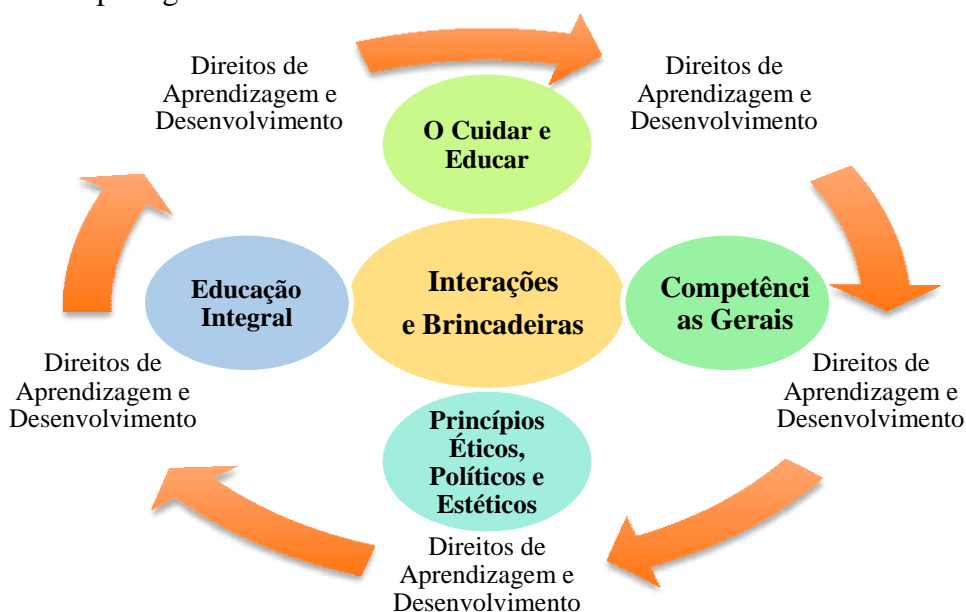 Direitos de
Aprendizagem e
Desenvolvimento
Direitos de
Aprendizagem e
Desenvolvimento
O Cuidar e
Educar
Educação
Integral
Interações
e Brincadeiras
Competênci
as Gerais
Direitos de
Aprendizagem e
Desenvolvimento
Direitos de
Aprendizagem e
Desenvolvimento
Princípios
Éticos,
Políticos e
Estéticos
Direitos de
Aprendizagem e
Desenvolvimento